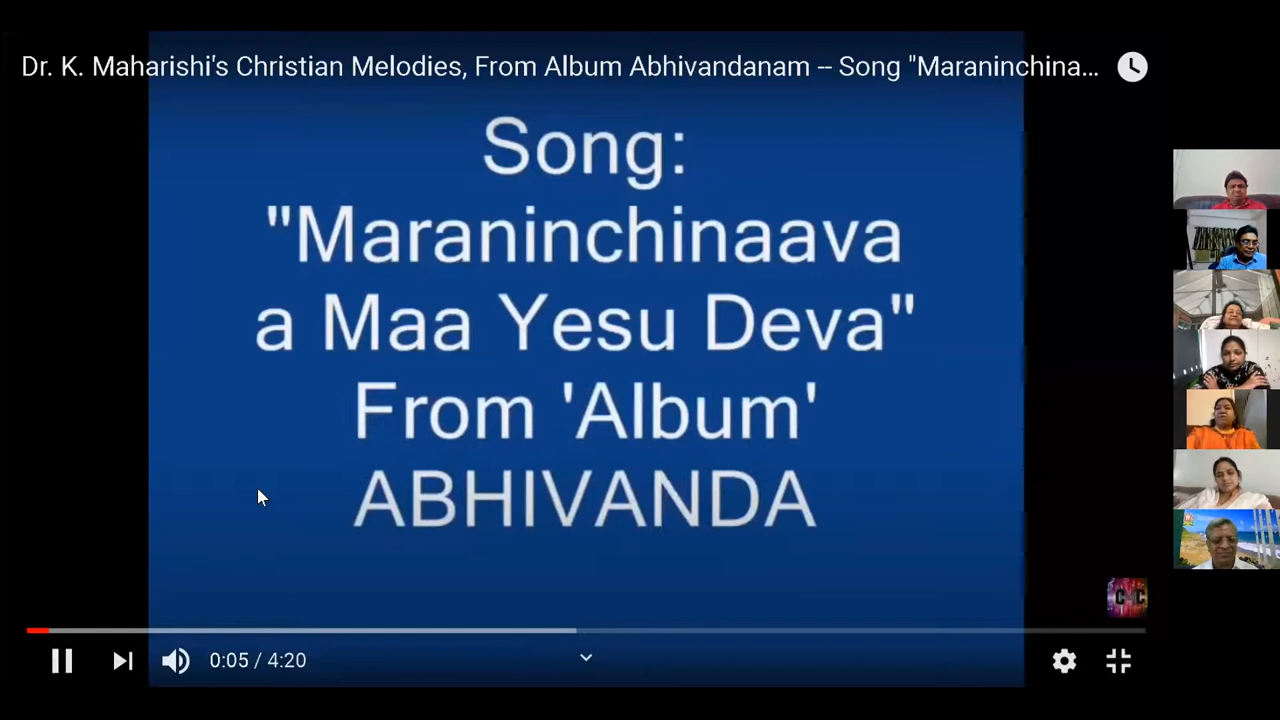 Dr. K. Maharishi's Christian Melodies, From Album Abhivandanam -- Song "Maraninchina...
Song:
"Maraninchinaava
a Maa Yesu Deva"
From 'Album'
ABHIVANDA
C C
0:05 / 4:20